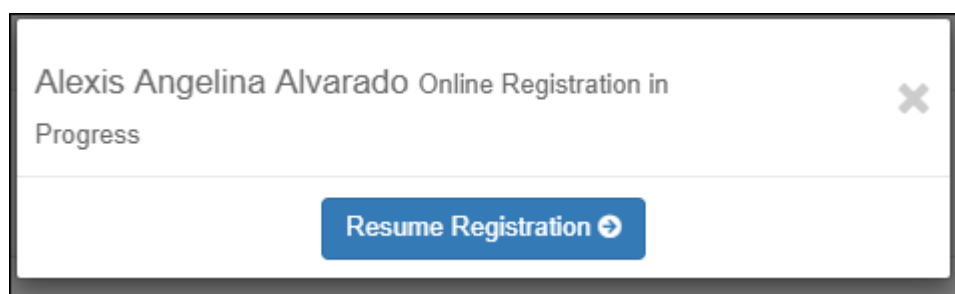 Alexis Angelina Alvarado Online Registration in
Progress
Resume Registration